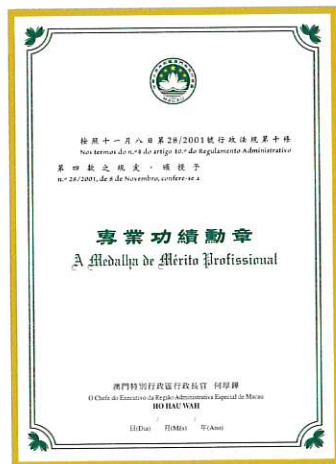 MACAU
按照十一月八日第28/2001號行政法規第十條
Nos termos do n.º 4 do artigo 10.º do Regulamento Administrativo
第四款之規定，頒授予
n.º 28/2001, de 8 de Novembro, confere-se a
專業功績勳章
A Medalha de Mérito Profissional
澳門特別行政區行政長官 何厚鏵
O Chefe do Executivo da Região Administrativa Especial de Macau
HO HAU WAH
/ /
日(Dia) 月(Mês) 年(Ano)